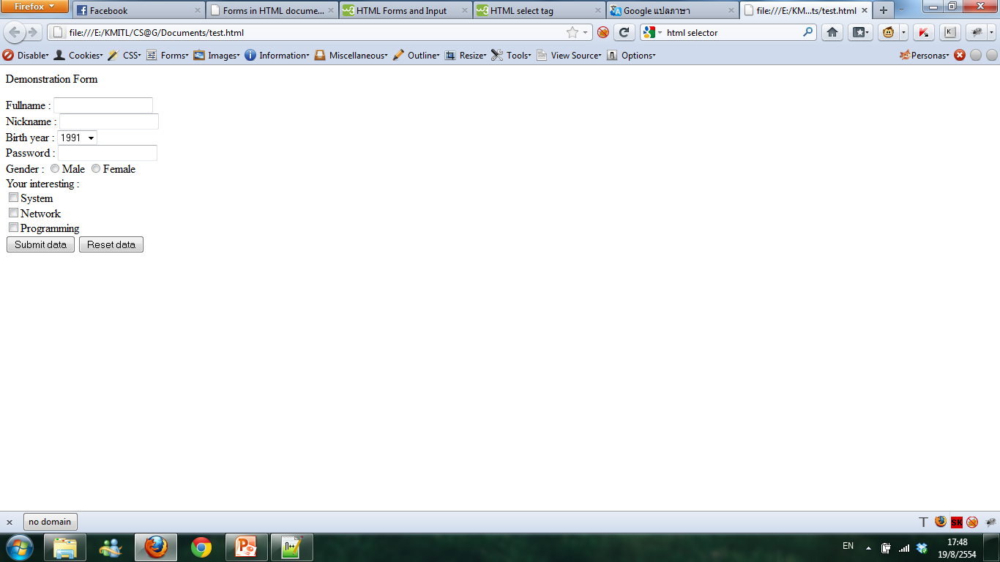 Firefox
Facebook
Forms in HTML docume...
HTML Forms and Input
HTML select tag
Google แปลภาษา
file:///E:/KM...ts/test.html
file:///E:/KMITL/CS@G/Documents/test.html
html selector
Disable Cookies CSS Forms Images Information Miscellaneous Outline Resize Tools View Source Options Personas
Demonstration Form
Fullname :
Nickname :
Birth year : 1991
Password :
Gender : Male Female
Your interesting :
System
Network
Programming
Submit data Reset data
x no domain
SK
EN
17:48
19/8/2554